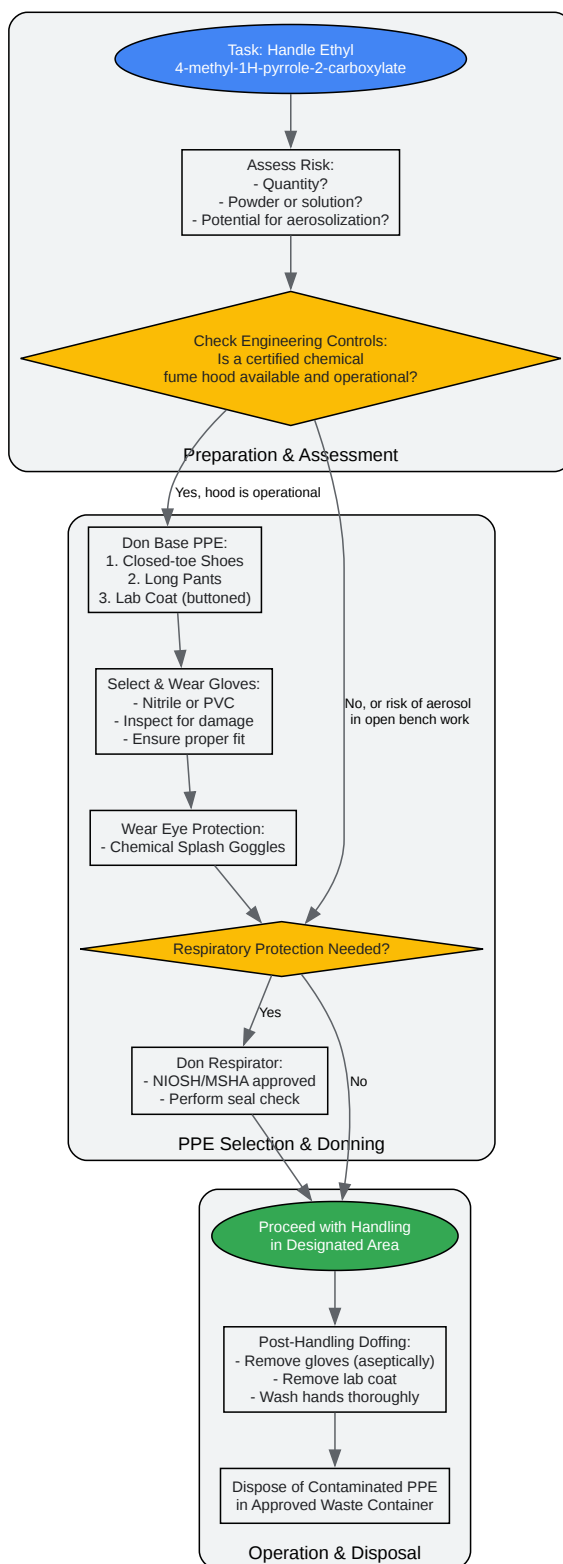 Task: Handle Ethyl
4-methyl-1H-pyrrole-2-carboxylate
Assess Risk:
- Quantity?
- Powder or solution?
- Potential for aerosolization?
Check Engineering Controls:
Is a certified chemical
fume hood available and operational?
Preparation & Assessment
Yes, hood is operational
Don Base PPE:
1. Closed-toe Shoes
2. Long Pants
3. Lab Coat (buttoned)
Select & Wear Gloves:
- Nitrile or PVC
- Inspect for damage
- Ensure proper fit
No, or risk of aerosol
in open bench work
Wear Eye Protection:
- Chemical Splash Goggles
Respiratory Protection Needed?
Yes
Don Respirator:
- NIOSH/MSHA approved
- Perform seal check
No
PPE Selection & Donning
Proceed with Handling
in Designated Area
Post-Handling Doffing:
- Remove gloves (aseptically)
- Remove lab coat
- Wash hands thoroughly
Dispose of Contaminated PPE
in Approved Waste Container
Operation & Disposal